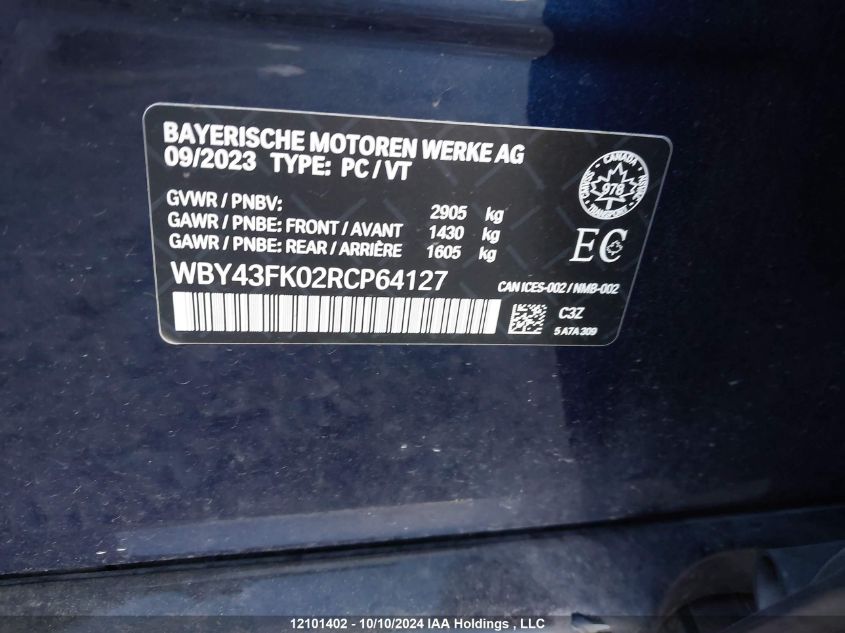 BAYERISCHE MOTOREN WERKE AG
09/2023 TYPE: PC / VT
GVWR / PNBV: 2905 kg
GAWR / PNBE: FRONT / AVANT 1430 kg
GAWR / PNBE: REAR / ARRIÈRE 1605 kg
CANADA
978
TRANSPORT
EC
WBY43FK02RCP64127
CAN ICES-002 / NMB-002
C3Z
5 A7A 309
12101402 - 10/10/2024 IAA Holdings , LLC